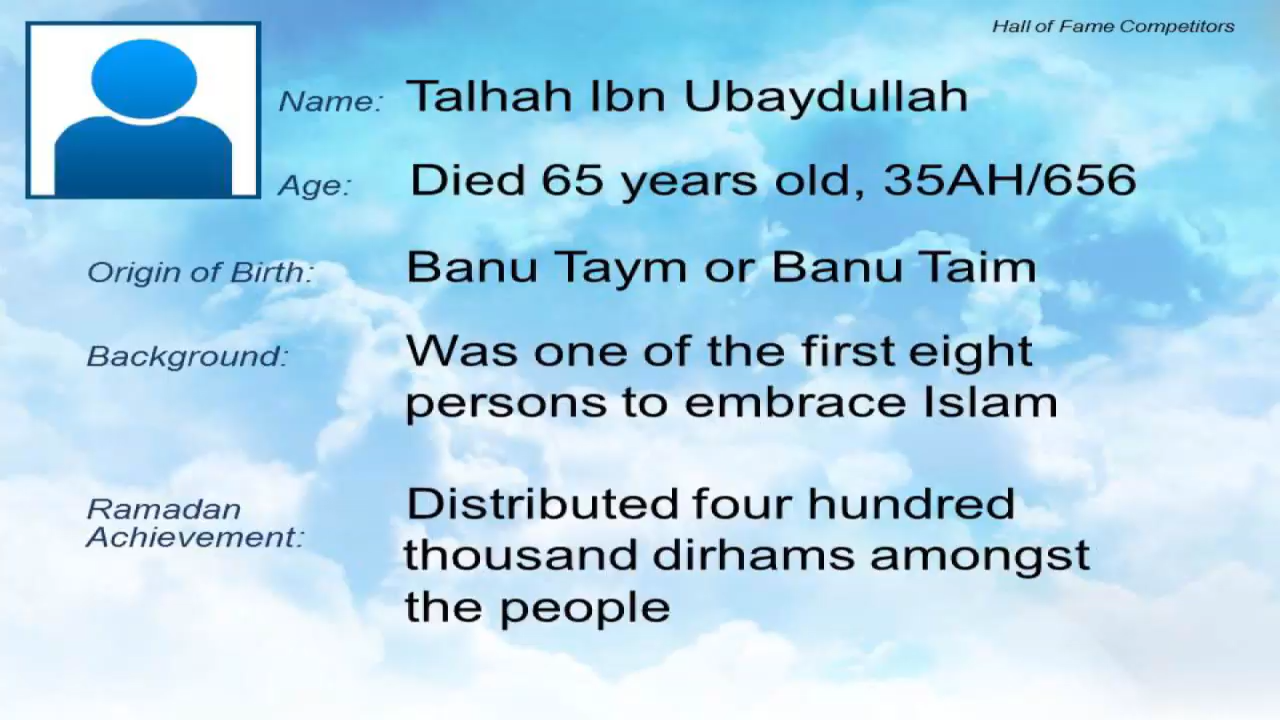 Hall of Fame Competitors
Name: Talhah Ibn Ubaydullah
Age: Died 65 years old, 35AH/656
Origin of Birth: Banu Taym or Banu Taim
Background: Was one of the first eight
persons to embrace Islam
Ramadan
Achievement:
Distributed four hundred
thousand dirhams amongst
the people